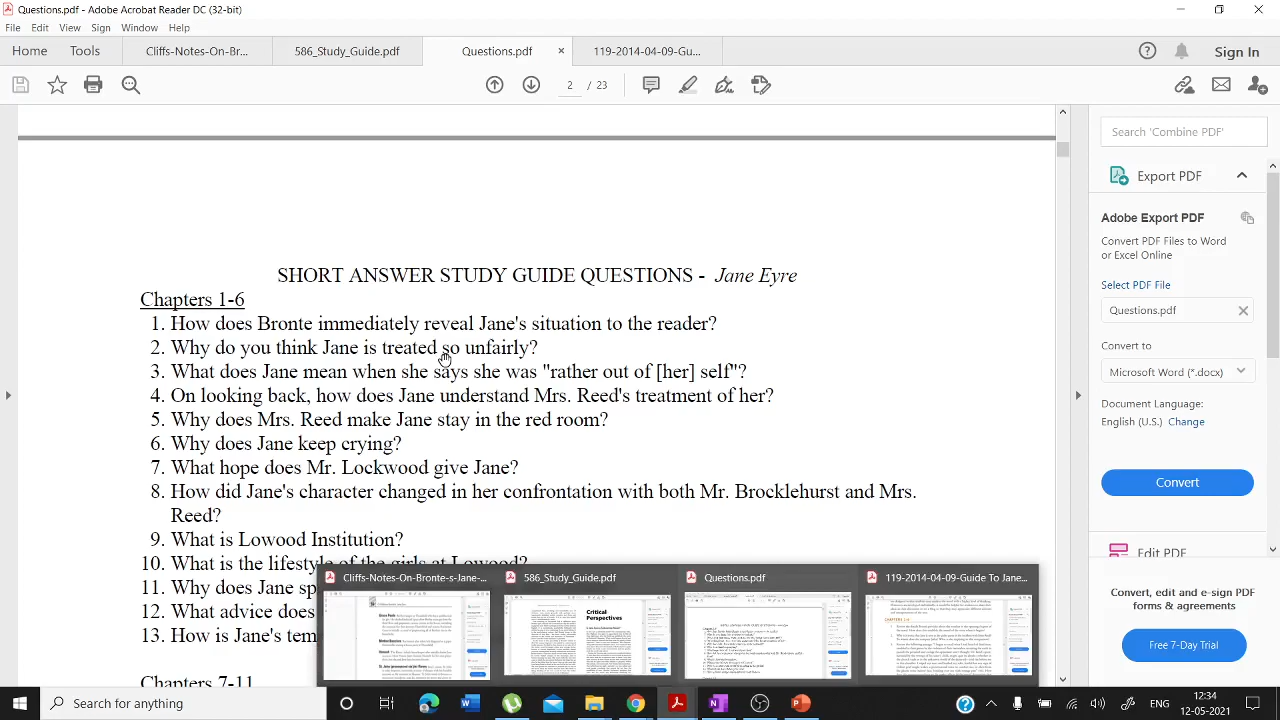 Questions.pdf - Adobe Acrobat Reader DC (32-bit)
File Edit View Sign Window Help
Home Tools Cliffs-Notes-On-Br... 586_Study_Guide.pdf Questions.pdf × 119-2014-04-09-Gu... Sign In
2 / 23
Search 'Combine PDF'
Export PDF
Adobe Export PDF
Convert PDF Files to Word
or Excel Online
Select PDF File
Questions.pdf
Convert to
Microsoft Word (*.docx)
Document Language:
English (U.S.) Change
Convert
Edit PDF
Convert, edit and e-sign PDF
forms & agreements
Free 7-Day Trial
SHORT ANSWER STUDY GUIDE QUESTIONS - Jane Eyre
Chapters 1-6
1. How does Bronte immediately reveal Jane's situation to the reader?
2. Why do you think Jane is treated so unfairly?
3. What does Jane mean when she says she was "rather out of [her] self"?
4. On looking back, how does Jane understand Mrs. Reed's treatment of her?
5. Why does Mrs. Reed make Jane stay in the red room?
6. Why does Jane keep crying?
7. What hope does Mr. Lockwood give Jane?
8. How did Jane's character changed in her confrontation with both Mr. Brocklehurst and Mrs.
Reed?
9. What is Lowood Institution?
10. What is the lifestyle of the girls at Lowood?
11. Why does Jane sp
12. What advice does
13. How is Jane's tem
Chapters 7-11
Cliffs-Notes-On-Bronte-s-Jane-... 586_Study_Guide.pdf Questions.pdf 119-2014-04-09-Guide To Jane...
Critical
Perspectives
Search for anything
ENG
12:34
12-05-2021